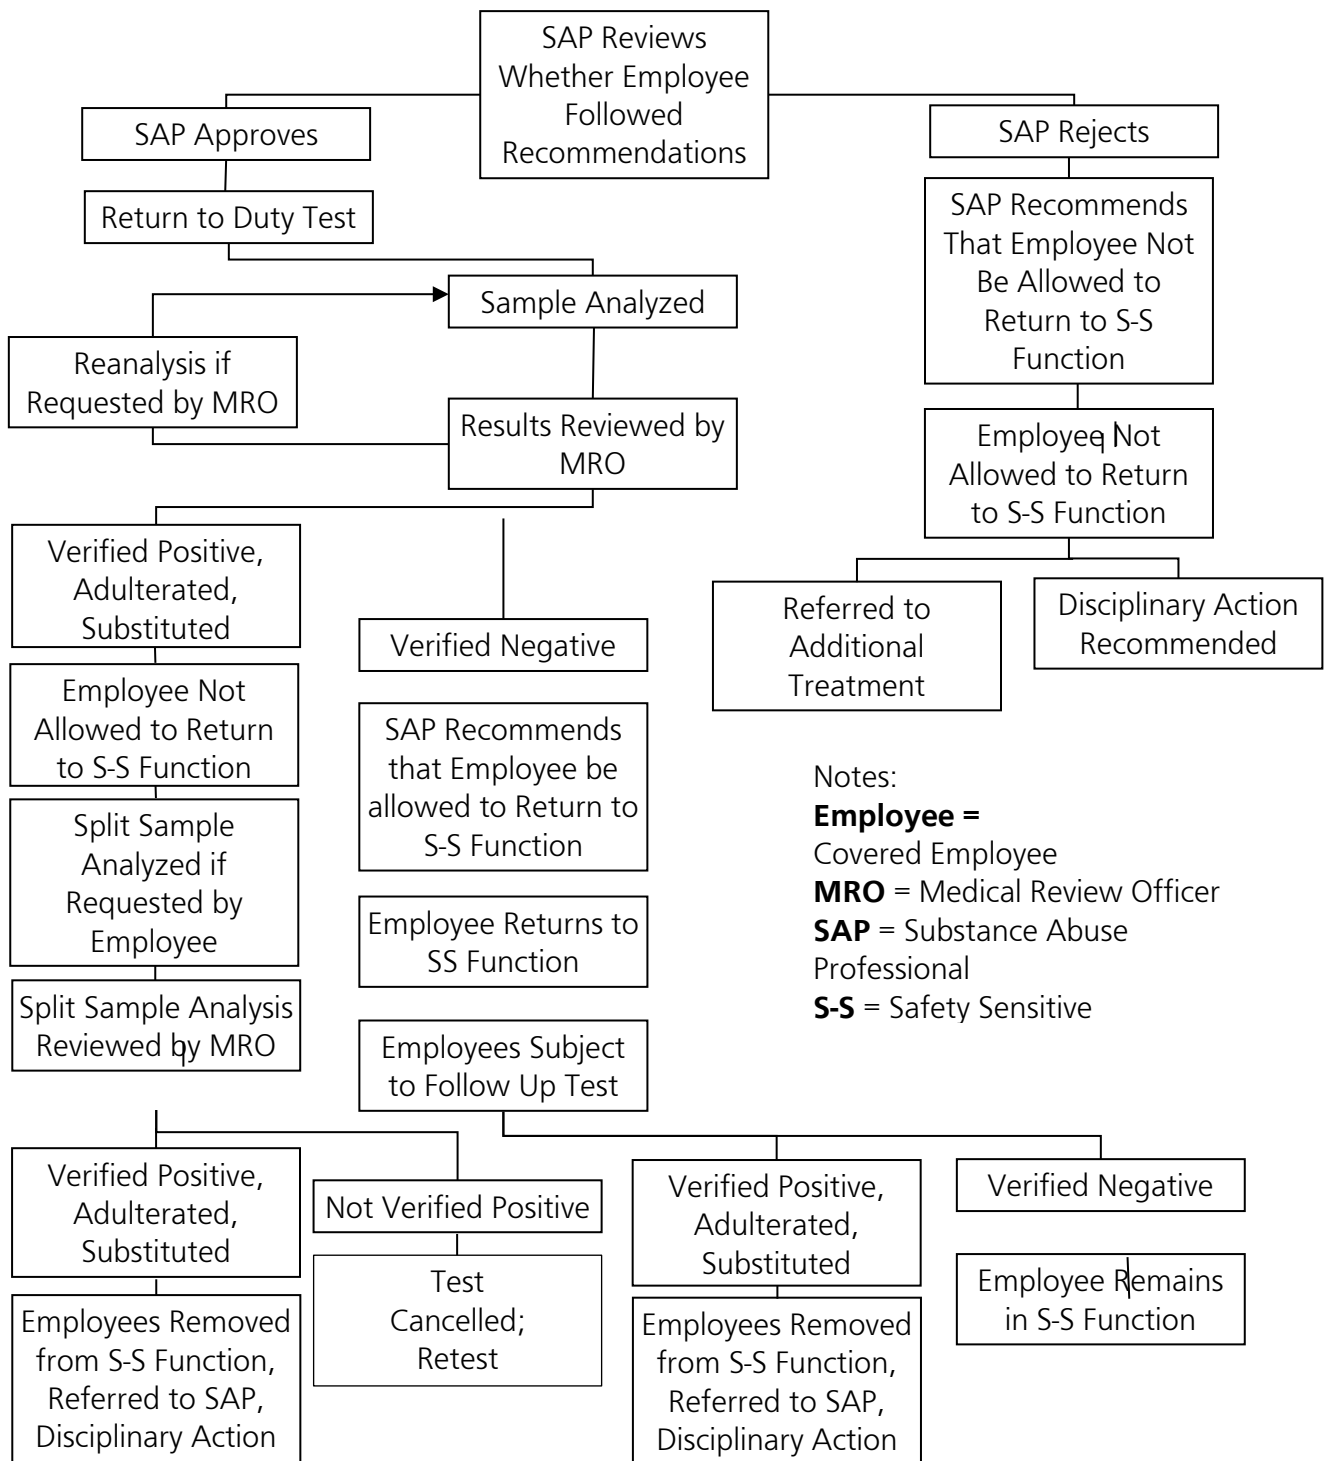 SAP Reviews
Whether Employee
Followed
Recommendations
SAP Approves
SAP Rejects
Return to Duty Test
SAP Recommends
That Employee Not
Be Allowed to
Return to S-S
Function
Sample Analyzed
Reanalysis if
Requested by MRO
Results Reviewed by
MRO
Employee Not
Allowed to Return
to S-S Function
Verified Positive,
Adulterated,
Substituted
Verified Negative
Referred to
Additional
Treatment
Disciplinary Action
Recommended
Employee Not
Allowed to Return
to S-S Function
SAP Recommends
that Employee be
allowed to Return to
S-S Function
Split Sample
Analyzed if
Requested by
Employee
Employee Returns to
SS Function
Notes:
Employee =
Covered Employee
MRO = Medical Review Officer
SAP = Substance Abuse
Professional
S-S = Safety Sensitive
Split Sample Analysis
Reviewed by MRO
Employees Subject
to Follow Up Test
Verified Positive,
Adulterated,
Substituted
Not Verified Positive
Verified Positive,
Adulterated,
Substituted
Verified Negative
Employees Removed
from S-S Function,
Referred to SAP,
Disciplinary Action
Test
Cancelled;
Retest
Employees Removed
from S-S Function,
Referred to SAP,
Disciplinary Action
Employee Remains
in S-S Function